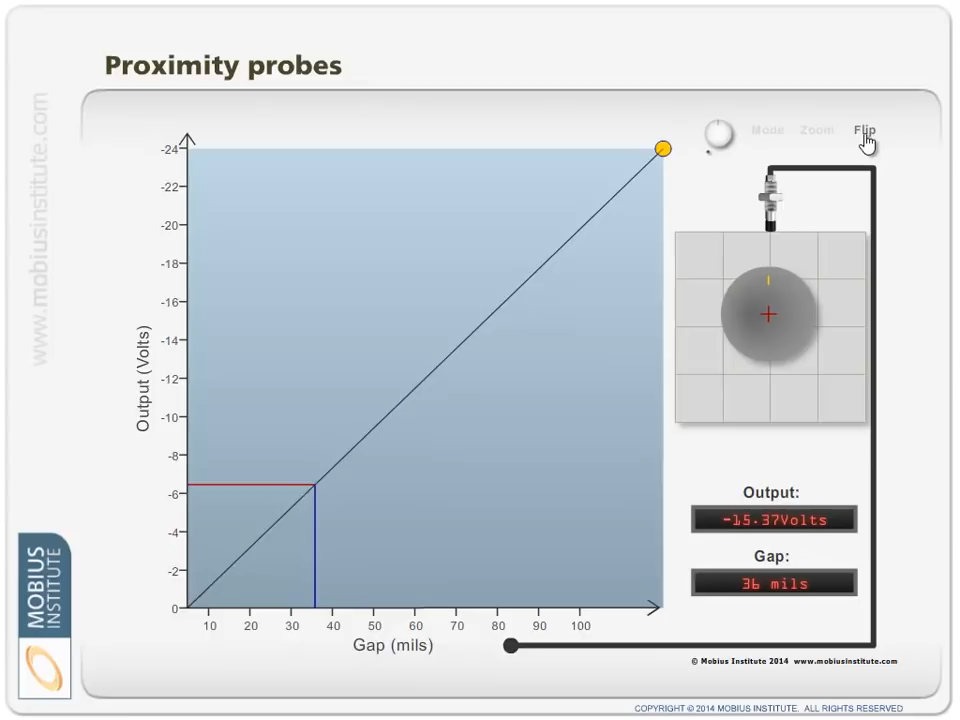 Proximity probes
www.mobiusinstitute.com
Mode Zoom Flip
-24
-22
-20
-18
-16
-14
-12
-10
-8
-6
-4
-2
0
Output (Volts)
10 20 30 40 50 60 70 80 90 100
Gap (mils)
Output:
-15.37Volts
Gap:
36 mils
MOBIUS
INSTITUTE
© Mobius Institute 2014 www.mobiusinstitute.com
COPYRIGHT © 2014 MOBIUS INSTITUTE. ALL RIGHTS RESERVED